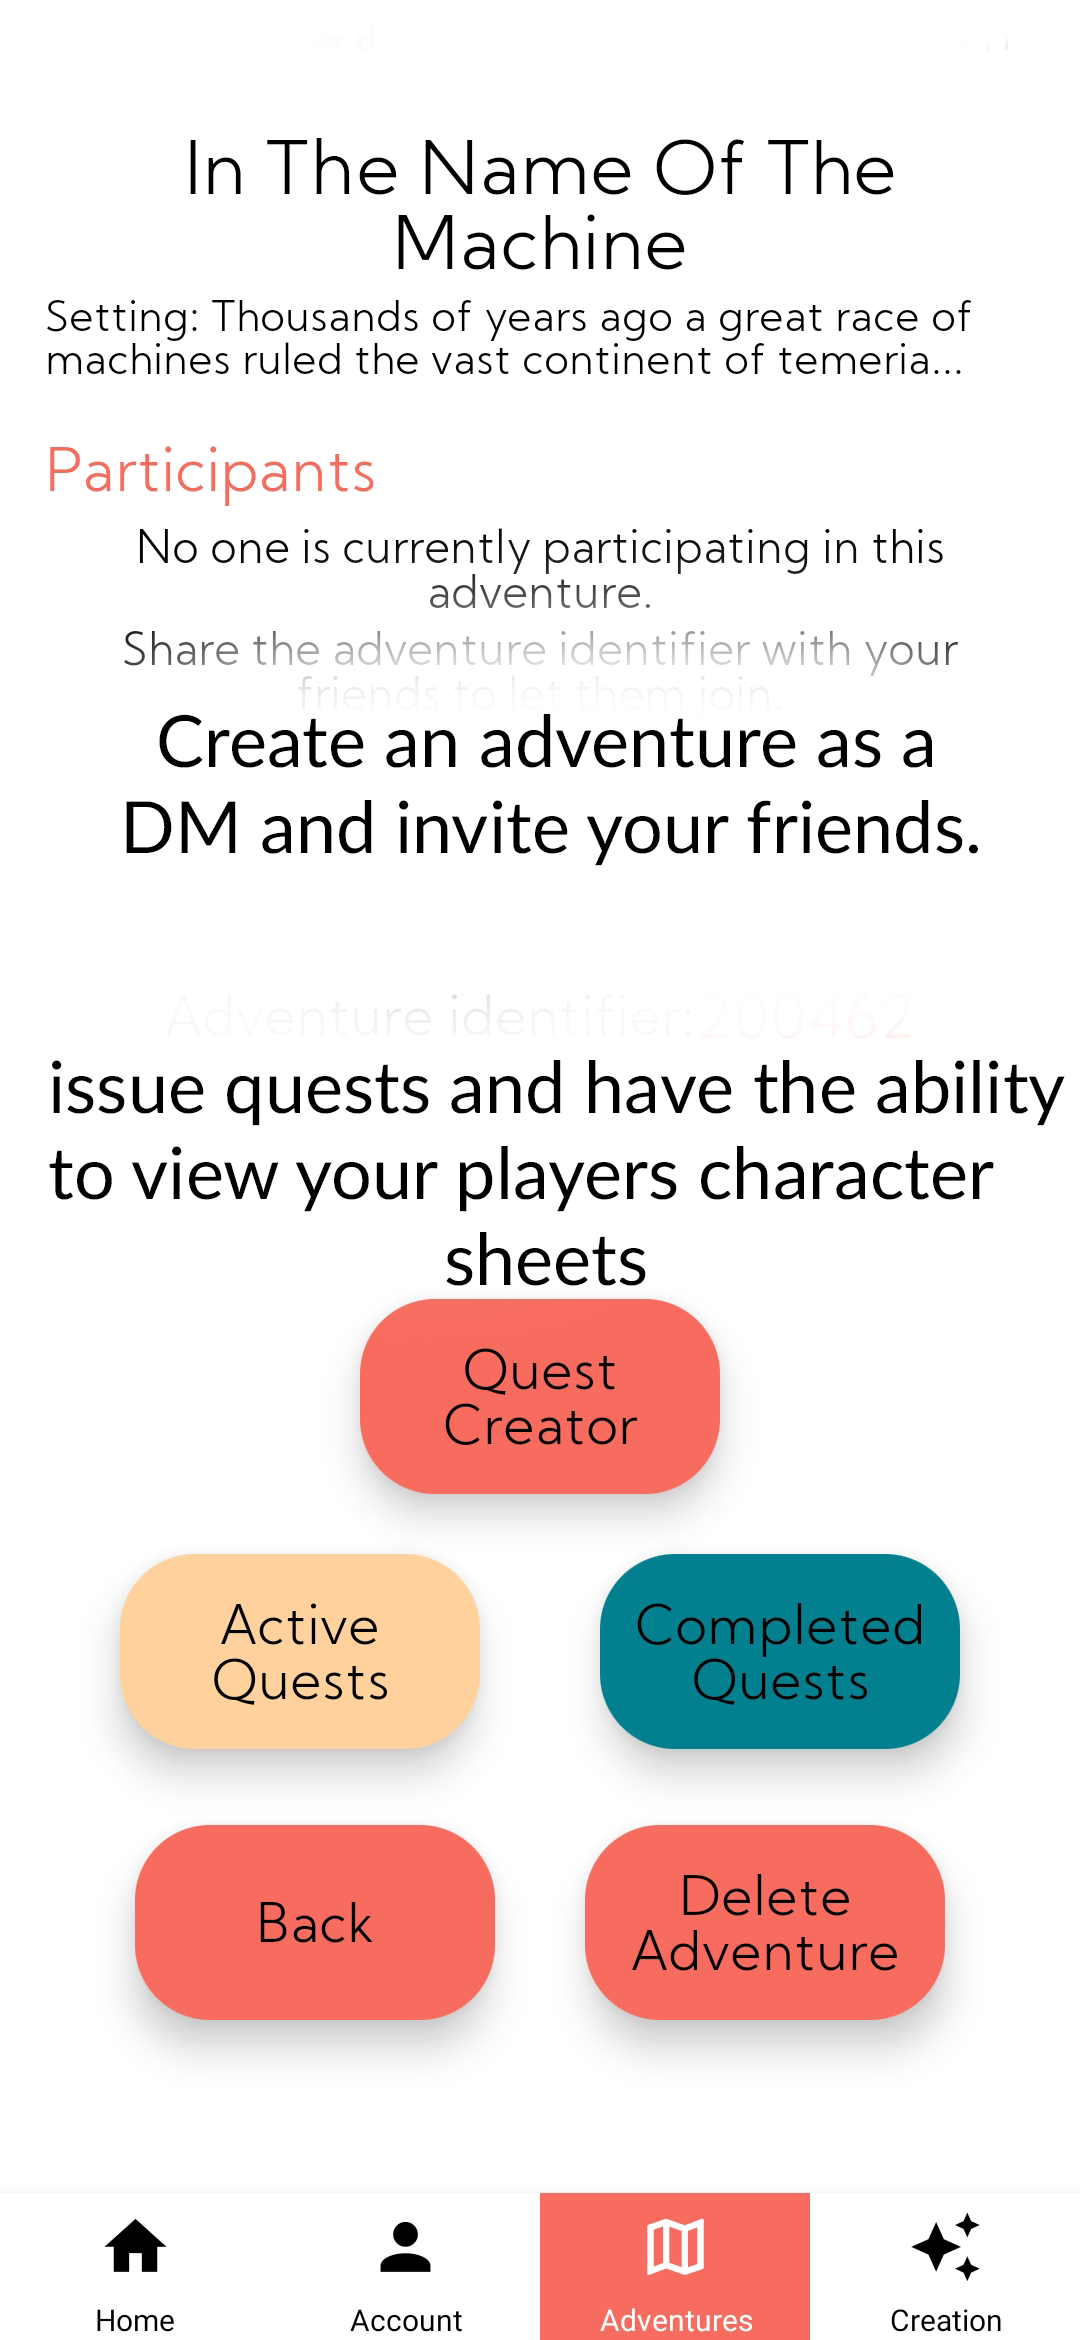 In The Name Of The
Machine
Setting: Thousands of years ago a great race of
machines ruled the vast continent of temeria...
Participants
No one is currently participating in this
adventure.
Share the adventure identifier with your
friends to let them join.
Create an adventure as a
DM and invite your friends.
Adventure identifier:200462
issue quests and have the ability
to view your players character
sheets
Quest
Creator
Active
Quests
Completed
Quests
Back
Delete
Adventure
Home
Account
Adventures
Creation